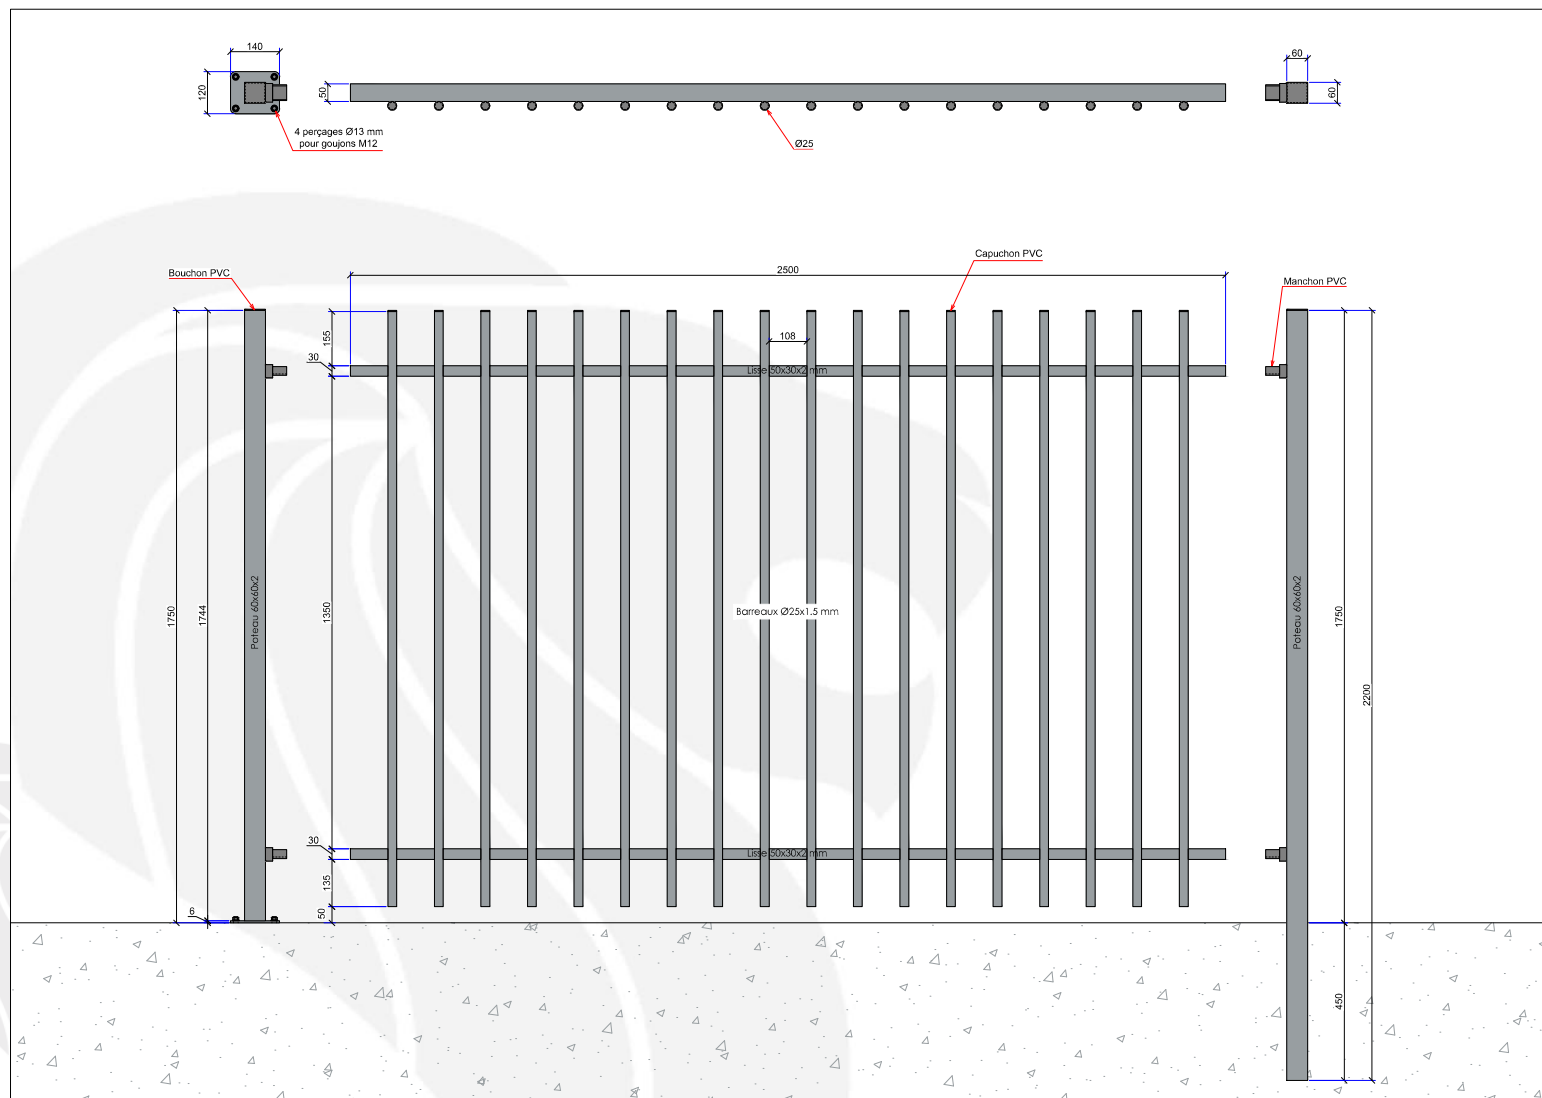 140
120
4 perçages Ø13 mm
pour goujons M12
50
Ø25
60
60
Bouchon PVC
2500
Capuchon PVC
Manchon PVC
155
30
108
Lisse 50x30x2 mm
1750
1744
Poteau 60x60x2
1350
Barreaux Ø25x1.5 mm
Poteau 60x60x2
1750
2200
30
Lisse 50x30x2 mm
135
6
50
450